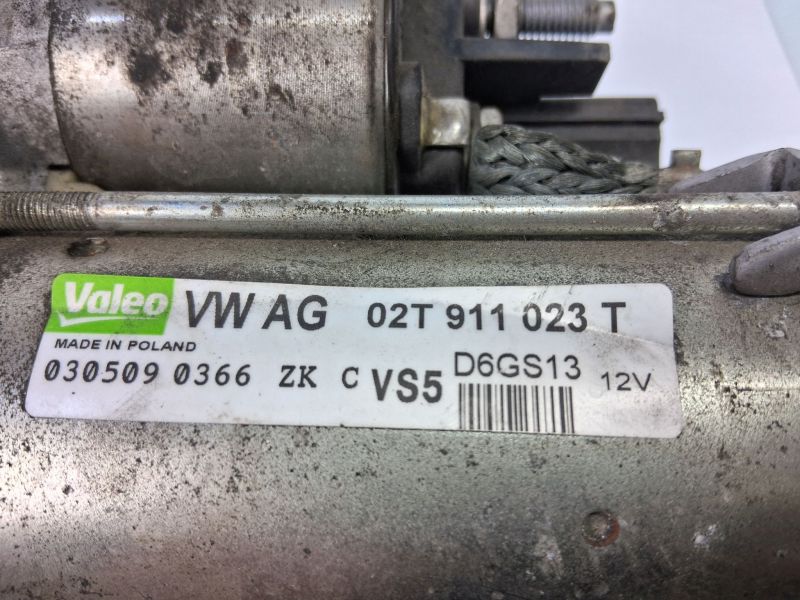 Valeo VW AG 02T 911 023 T
MADE IN POLAND
030509 0366 ZK C VS5 D6GS13 12V